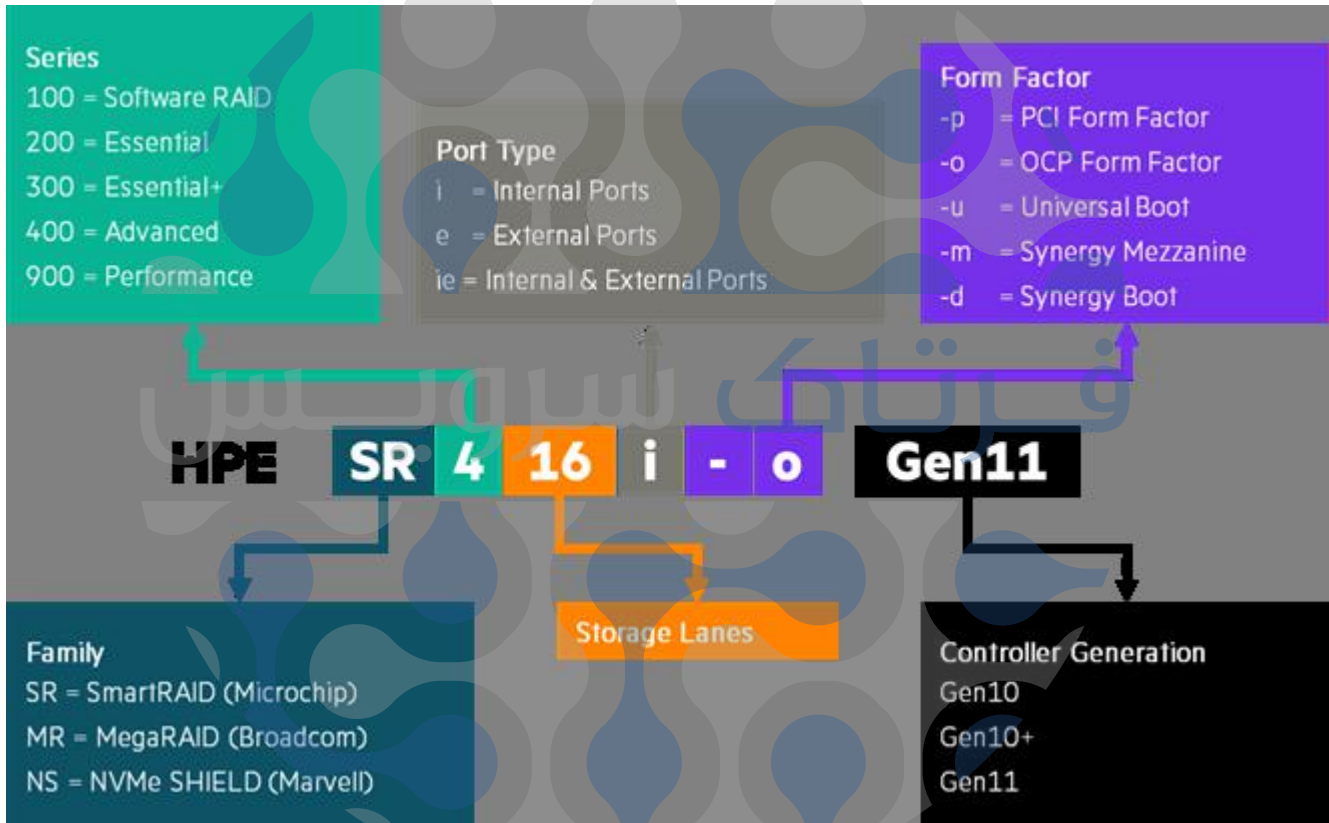 Series
100 = Software RAID
200 = Essential
300 = Essential+
400 = Advanced
900 = Performance
Port Type
i = Internal Ports
e = External Ports
ie = Internal & External Ports
Form Factor
-p = PCI Form Factor
-o = OCP Form Factor
-u = Universal Boot
-m = Synergy Mezzanine
-d = Synergy Boot
فرتاک سرویس
HPE SR 4 16 i - o Gen11
Family
SR = SmartRAID (Microchip)
MR = MegaRAID (Broadcom)
NS = NVMe SHIELD (Marvell)
Storage Lanes
Controller Generation
Gen10
Gen10+
Gen11